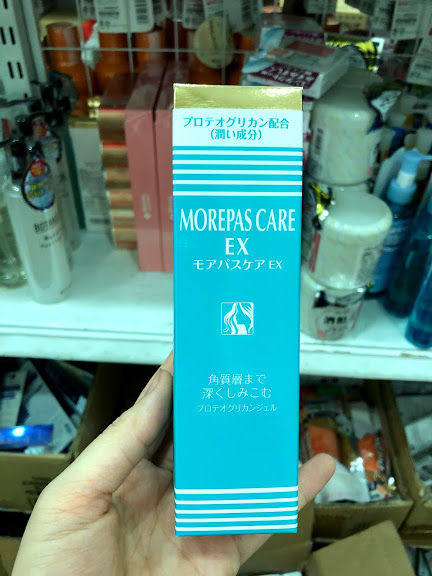 プロテオグリカン配合
(潤い成分)
MOREPAS CARE
EX
モアパスケア EX
角質層まで
深くしみこむ
プロテオグリカンジェル